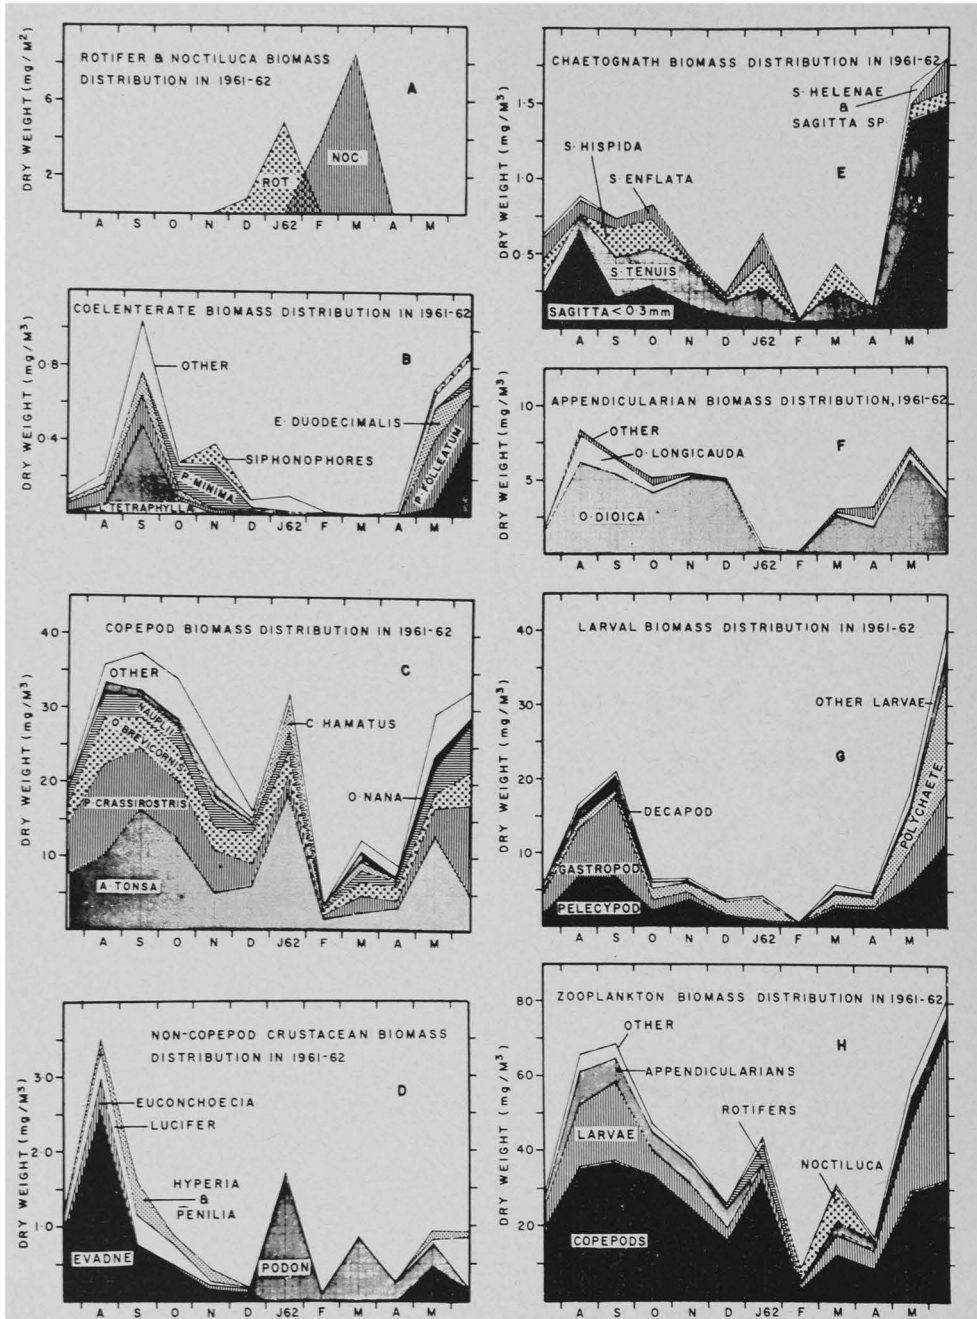 DRY WEIGHT (mg/M²)
ROTIFER & NOCTILUCA BIOMASS
DISTRIBUTION IN 1961-62
A
6
2
NOC·
ROT
A S O N D J62 F M A M
DRY WEIGHT (mg/M³)
COELENTERATE BIOMASS DISTRIBUTION IN 1961-62
B
0·8
0·4
OTHER
E·DUODECIMALIS
SIPHONOPHORES
P·MINIMA
L·TETRAPHYLLA
P·FOLLEATUM
A S O N D J62 F M A M
DRY WEIGHT (mg/M³)
COPEPOD BIOMASS DISTRIBUTION IN 1961-62
C
40
30
20
10
OTHER
NAUPLII
O·BREVICORNIS
C·HAMATUS
P·CRASSIROSTRIS
O·NANA
A·TONSA
A S O N D J62 F M A M
DRY WEIGHT (mg/M³)
NON-COPEPOD CRUSTACEAN BIOMASS
DISTRIBUTION IN 1961-62
D
3·0
2·0
1·0
EUCONCHOECIA
LUCIFER
HYPERIA
&
PENILIA
EVADNE
PODON
A S O N D J62 F M A M
DRY WEIGHT (mg/M³)
CHAETOGNATH BIOMASS DISTRIBUTION IN 1961-62
E
1·5
1·0
0·5
S·HELENAE
&
SAGITTA SP·
S·HISPIDA
S·ENFLATA
S·TENUIS
SAGITTA<0·3mm
A S O N D J62 F M A M
DRY WEIGHT (mg/M³)
APPENDICULARIAN BIOMASS DISTRIBUTION, 1961-62
F
10
5
OTHER
O·LONGICAUDA
O·DIOICA
A S O N D J62 F M A M
DRY WEIGHT (mg/M³)
LARVAL BIOMASS DISTRIBUTION IN 1961-62
G
40
30
20
10
OTHER LARVAE
DECAPOD
POLYCHAETE
GASTROPOD
PELECYPOD
A S O N D J62 F M A M
DRY WEIGHT (mg/M³)
ZOOPLANKTON BIOMASS DISTRIBUTION IN 1961-62
H
80
60
40
20
OTHER
APPENDICULARIANS
ROTIFERS
LARVAE
NOCTILUCA
COPEPODS
A S O N D J62 F M A M